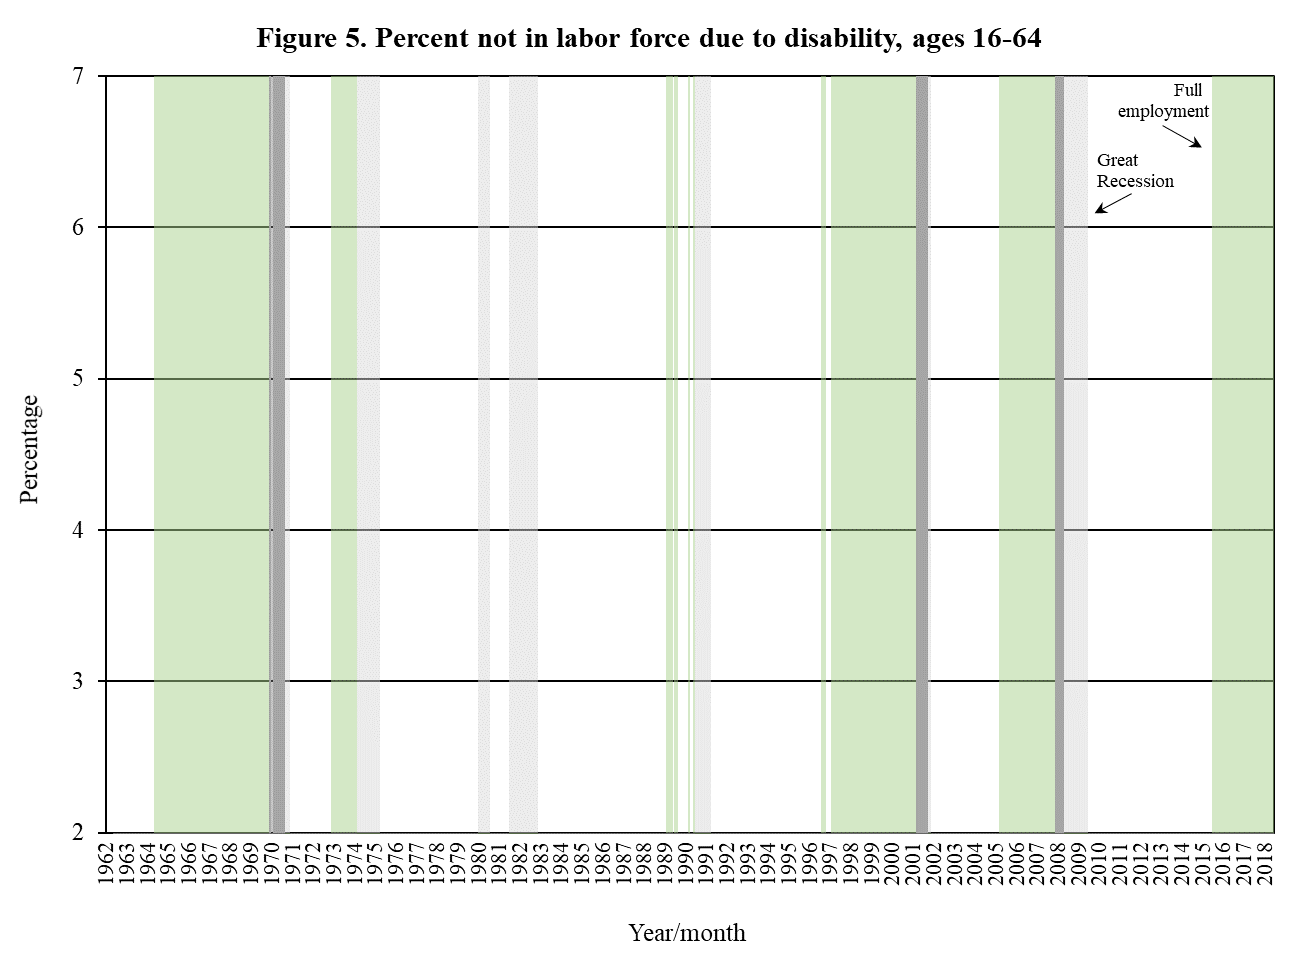 Figure 5. Percent not in labor force due to disability, ages 16-64
7
Full
employment
Great
Recession
6
5
Percentage
4
3
2
1962 1963 1964 1965 1966 1967 1968 1969 1970 1971 1972 1973 1974 1975 1976 1977 1978 1979 1980 1981 1982 1983 1984 1985 1986 1987 1988 1989 1990 1991 1992 1993 1994 1995 1996 1997 1998 1999 2000 2001 2002 2003 2004 2005 2006 2007 2008 2009 2010 2011 2012 2013 2014 2015 2016 2017 2018
Year/month